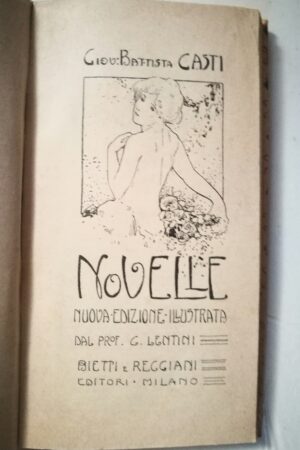 GIOV: BATTISTA CASTI
NOVELLE
NUOVA · EDIZIONE · ILLUSTRATA
DAL PROF. G. LENTINI
BIETTI E REGGIANI
EDITORI · MILANO